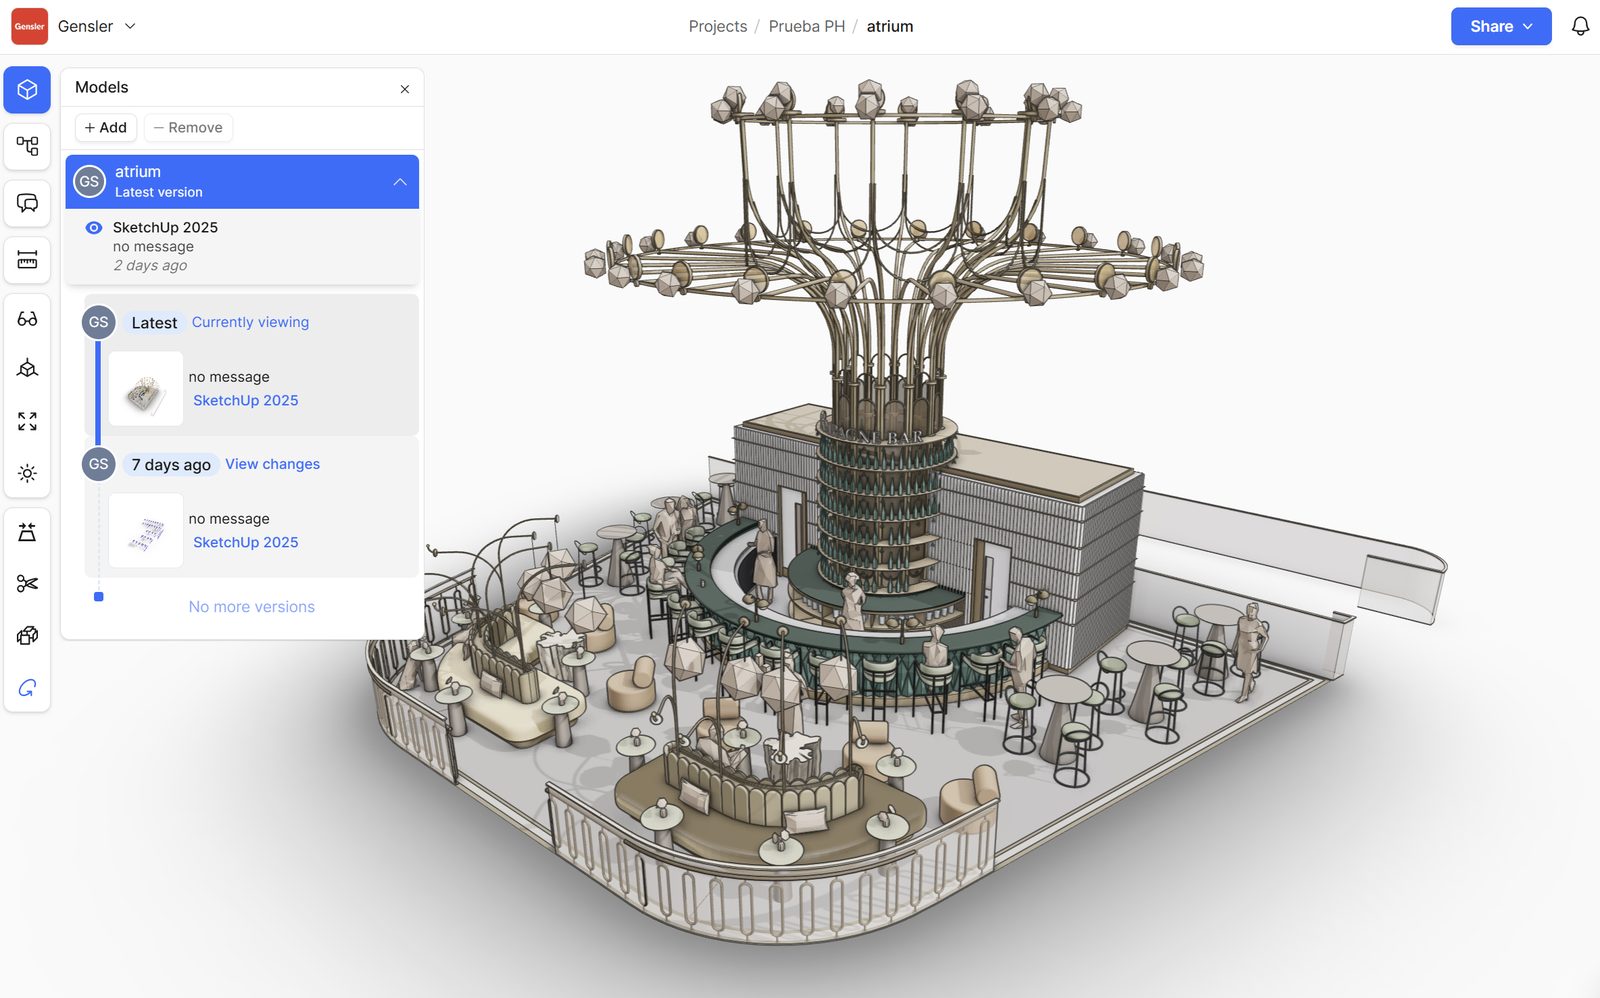 Gensler
Gensler
Projects / Prueba PH / atrium
Share
Models
+ Add
− Remove
GS
atrium
Latest version
SketchUp 2025
no message
2 days ago
GS
Latest
Currently viewing
no message
SketchUp 2025
GS
7 days ago
View changes
no message
SketchUp 2025
No more versions
BAR